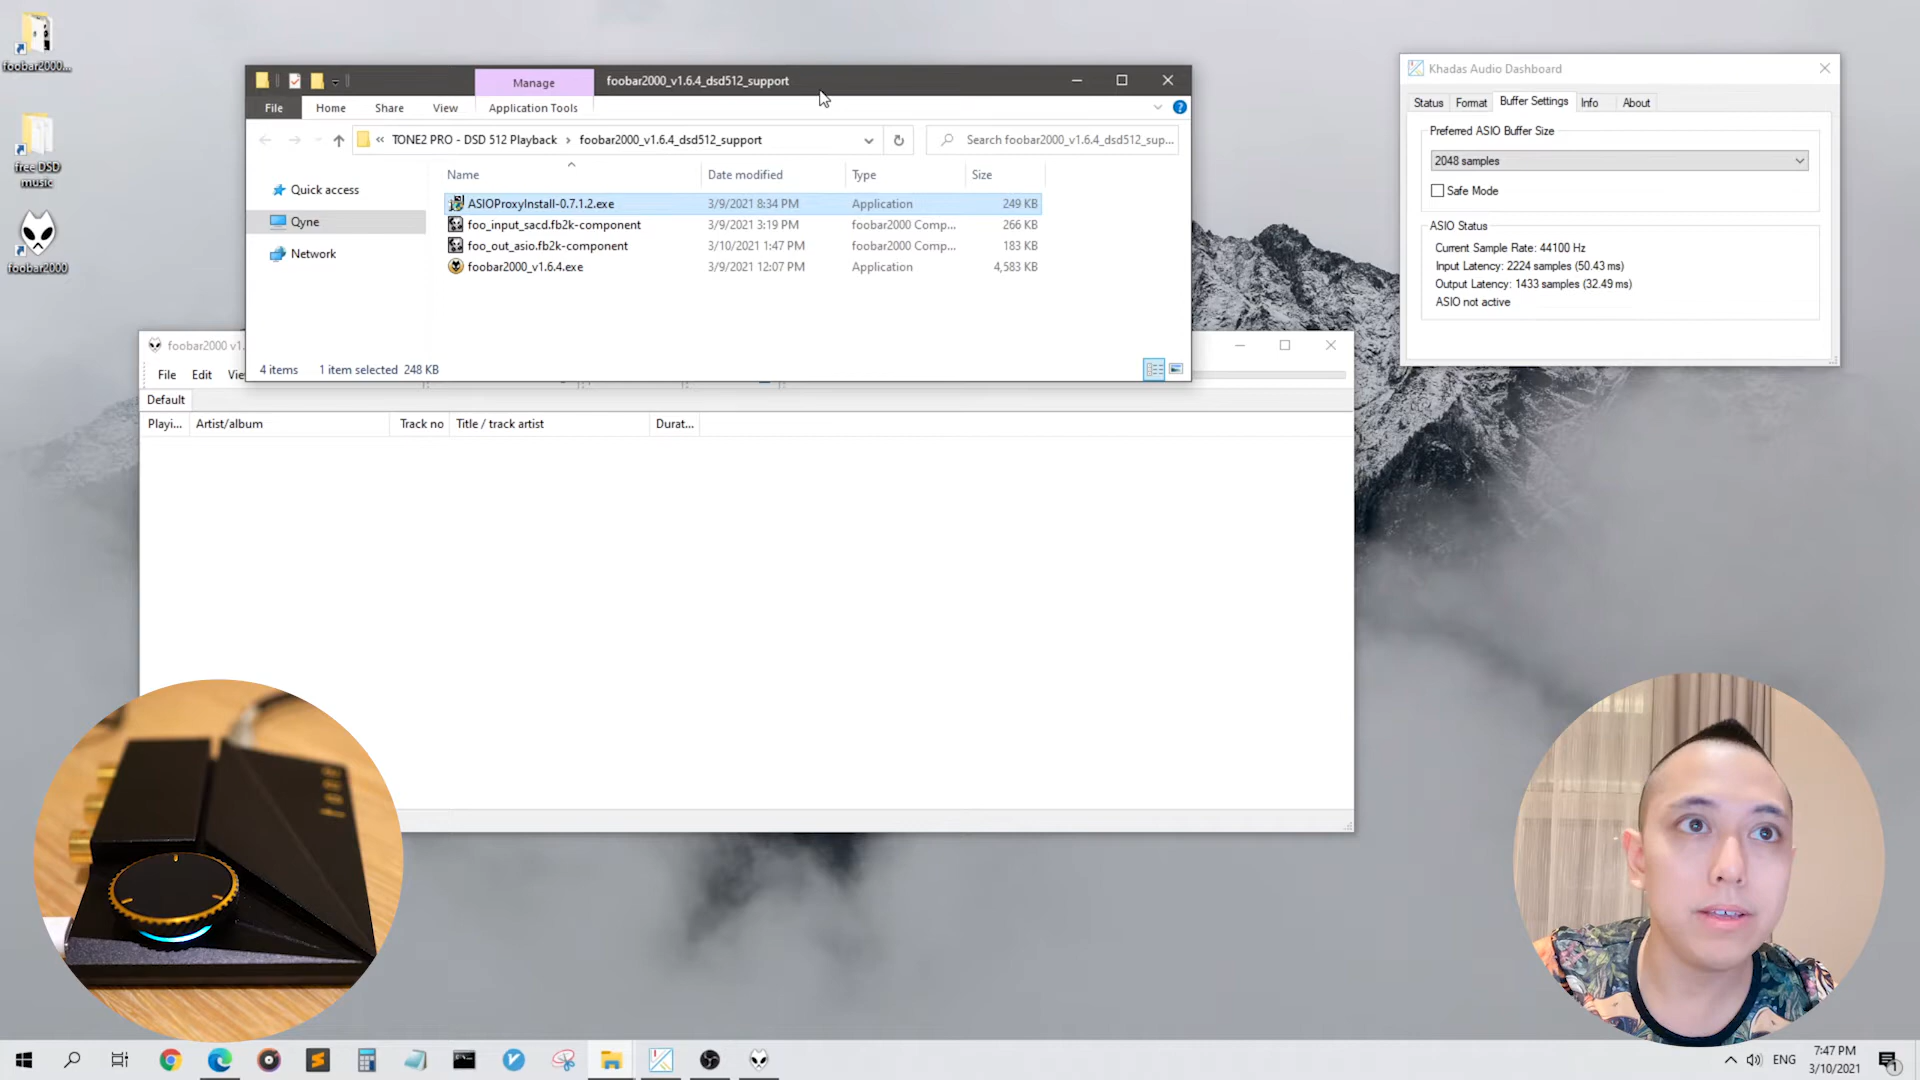 foobar2000...
free DSD
music
foobar2000
Manage
foobar2000_v1.6.4_dsd512_support
File
Home
Share
View
Application Tools
« TONE2 PRO - DSD 512 Playback › foobar2000_v1.6.4_dsd512_support
Search foobar2000_v1.6.4_dsd512_sup...
Name
Date modified
Type
Size
Quick access
Qyne
Network
ASIOProxyInstall-0.7.1.2.exe 3/9/2021 8:34 PM Application 249 KB
foo_input_sacd.fb2k-component 3/9/2021 3:19 PM foobar2000 Comp... 266 KB
foo_out_asio.fb2k-component 3/10/2021 1:47 PM foobar2000 Comp... 183 KB
foobar2000_v1.6.4.exe 3/9/2021 12:07 PM Application 4,583 KB
4 items 1 item selected 248 KB
foobar2000 v1.
File Edit Vie
Default
Playi... Artist/album Track no Title / track artist Durat...
Khadas Audio Dashboard
Status Format Buffer Settings Info About
Preferred ASIO Buffer Size
2048 samples
Safe Mode
ASIO Status
Current Sample Rate: 44100 Hz
Input Latency: 2224 samples (50.43 ms)
Output Latency: 1433 samples (32.49 ms)
ASIO not active
tone
ENG
7:47 PM
3/10/2021
1